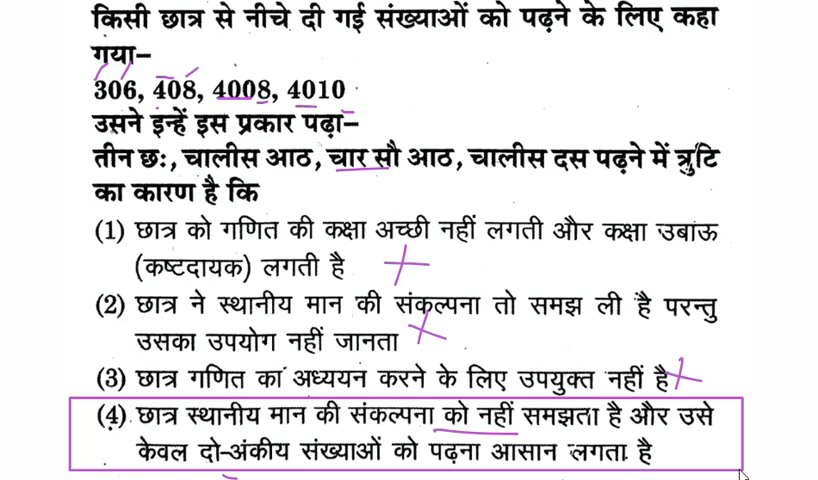 किसी छात्र से नीचे दी गई संख्याओं को पढ़ने के लिए कहा
गया–
306, 408, 4008, 4010
उसने इन्हें इस प्रकार पढ़ा–
तीन छः, चालीस आठ, चार सौ आठ, चालीस दस पढ़ने में त्रुटि
का कारण है कि
(1) छात्र को गणित की कक्षा अच्छी नहीं लगती और कक्षा उबांऊ
(कष्टदायक) लगती है
(2) छात्र ने स्थानीय मान की संकल्पना तो समझ ली है परन्तु
उसका उपयोग नहीं जानता
(3) छात्र गणित का अध्ययन करने के लिए उपयुक्त नहीं है
(4) छात्र स्थानीय मान की संकल्पना को नहीं समझता है और उसे
केवल दो-अंकीय संख्याओं को पढ़ना आसान लगता है